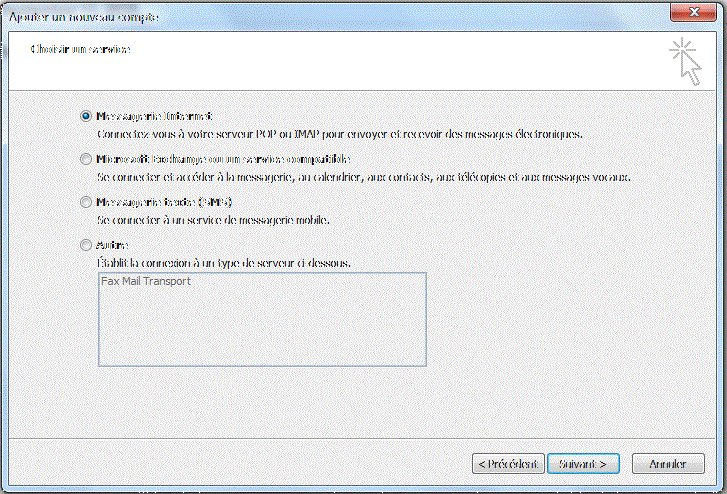 Ajouter un nouveau compte
Choisir un service
Messagerie Internet
Connectez-vous à votre serveur POP ou IMAP pour envoyer et recevoir des messages électroniques.
Microsoft Exchange ou un service compatible
Se connecter et accéder à la messagerie, au calendrier, aux contacts, aux télécopies et aux messages vocaux.
Messagerie texte (SMS)
Se connecter à un service de messagerie mobile.
Autre
Établit la connexion à un type de serveur ci-dessous.
Fax Mail Transport
< Précédent Suivant > Annuler